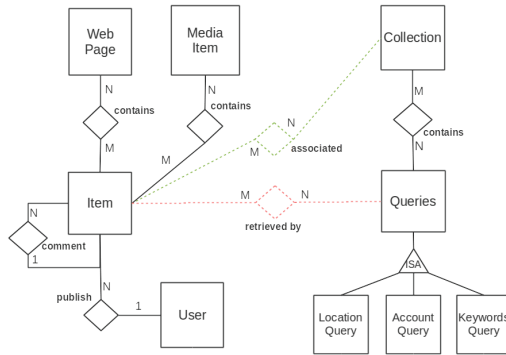 Web
Page
Media
Item
Collection
N
contains
M
N
contains
M
N
M
associated
M
contains
N
Item
M
N
retrieved by
Queries
N
comment
1
ISA
publish
N
1
User
Location
Query
Account
Query
Keywords
Query